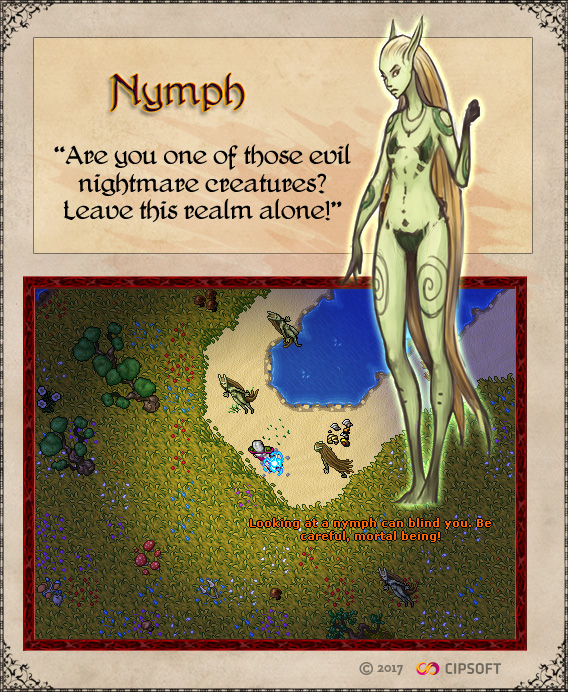 Nymph
“Are you one of those evil
nightmare creatures?
Leave this realm alone!”
Looking at a nymph can blind you. Be
careful, mortal being!
© 2017 CIPSOFT